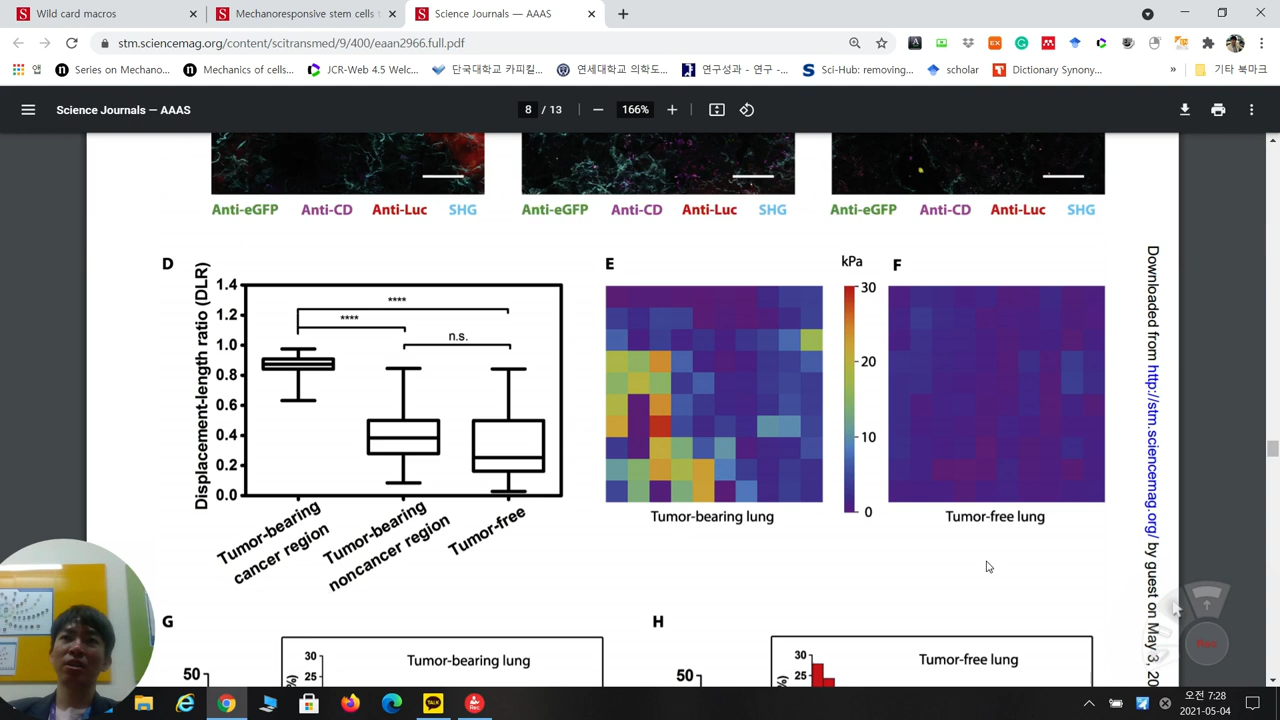 Wild card macros
Mechanoresponsive stem cells t
Science Journals — AAAS
stm.sciencemag.org/content/scitransmed/9/400/eaan2966.full.pdf
앱
Series on Mechano...
Mechanics of cells...
JCR-Web 4.5 Welc...
단국대학교 카피킬...
연세대학교 의학도...
연구성과 - 연구 -...
Sci-Hub: removing...
scholar
Dictionary Synony...
»
기타 북마크
Science Journals — AAAS
8 / 13
166%
Anti-eGFP Anti-CD Anti-Luc SHG
Anti-eGFP Anti-CD Anti-Luc SHG
Anti-eGFP Anti-CD Anti-Luc SHG
D
Displacement-length ratio (DLR)
1.4
1.2
1.0
0.8
0.6
0.4
0.2
0.0
****
****
n.s.
Tumor-bearing
cancer region
Tumor-bearing
noncancer region
Tumor-free
E
Tumor-bearing lung
kPa
30
20
10
0
F
Tumor-free lung
Downloaded from http://stm.sciencemag.org/ by guest on May 3, 20
G
50
30
25
%)
Tumor-bearing lung
H
50
30
25
%)
Tumor-free lung
Rec
TALK
Rec
오전 7:28
2021-05-04